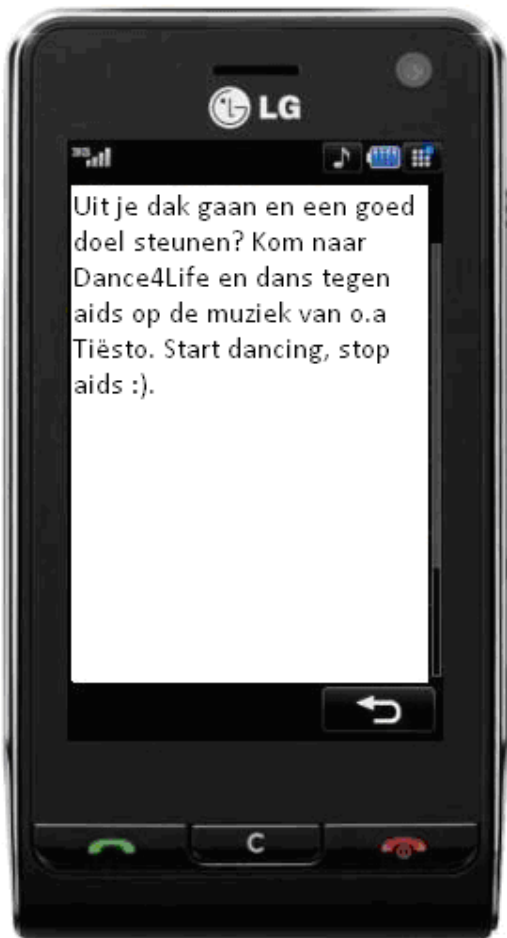 LG
3G
Uit je dak gaan en een goed
doel steunen? Kom naar
Dance4Life en dans tegen
aids op de muziek van o.a
Tiësto. Start dancing, stop
aids :).
C